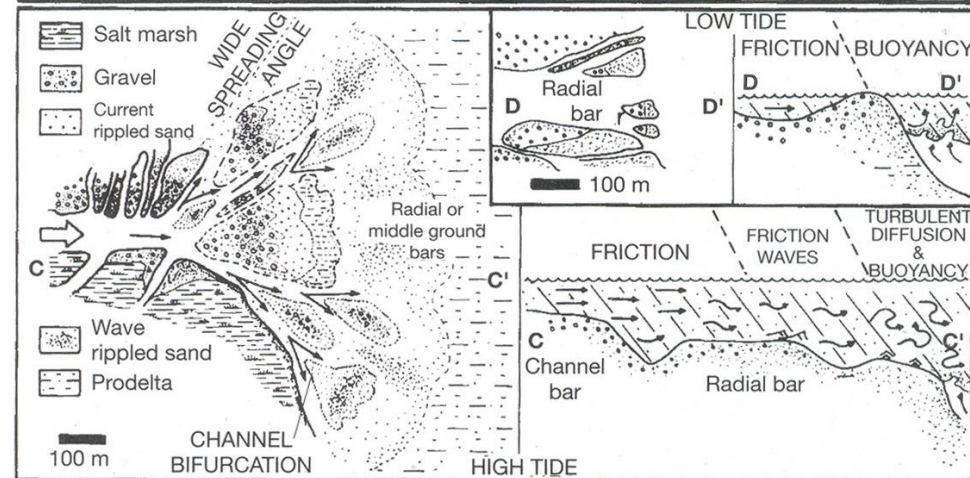 Salt marsh
Gravel
Current
rippled sand
WIDE
SPREADING
ANGLE
C
Radial or
middle ground
bars
C'
Wave
rippled sand
Prodelta
100 m
CHANNEL
BIFURCATION
HIGH TIDE
LOW TIDE
Radial
bar
D
D'
100 m
FRICTION
BUOYANCY
D
D'
FRICTION
FRICTION
WAVES
TURBULENT
DIFFUSION
&
BUOYANCY
C
C'
Channel
bar
Radial bar